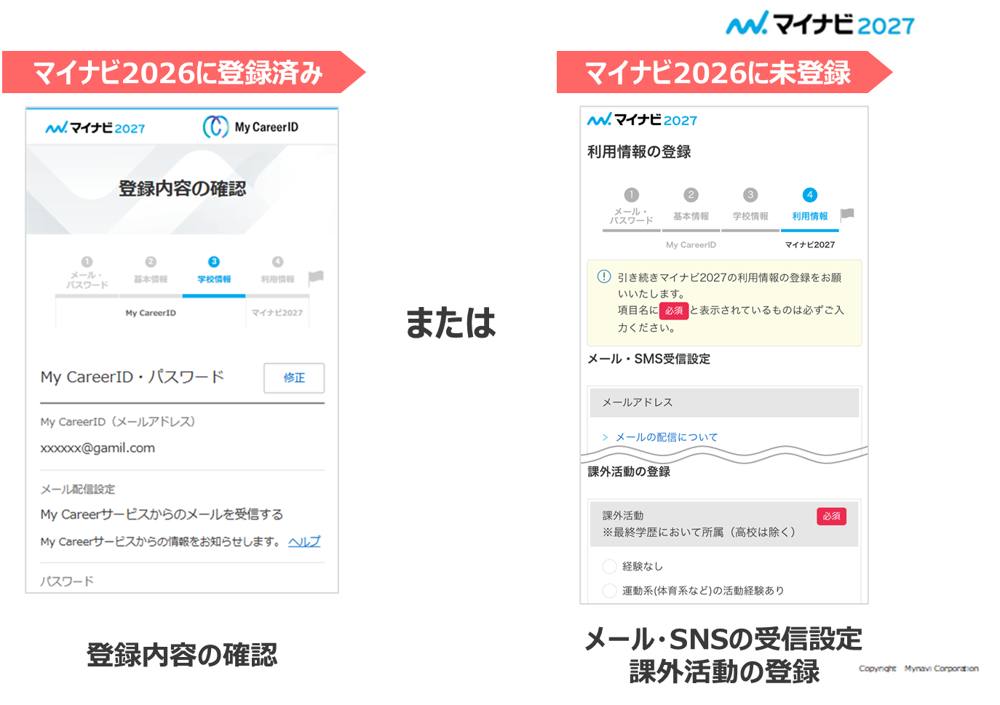 マイナビ2027
マイナビ2026に登録済み
マイナビ2027 My CareerID
登録内容の確認
1 2 3 4
メール・パスワード 基本情報 学校情報 利用情報
My CareerID マイナビ2027
My CareerID・パスワード 修正
My CareerID（メールアドレス）
xxxxxx@gamil.com
メール配信設定
My Careerサービスからのメールを受信する
My Careerサービスからの情報をお知らせします。 ヘルプ
パスワード
登録内容の確認
または
マイナビ2026に未登録
マイナビ2027
利用情報の登録
1 2 3 4
メール・パスワード 基本情報 学校情報 利用情報
My CareerID マイナビ2027
引き続きマイナビ2027の利用情報の登録をお願
いいたします。
項目名に 必須 と表示されているものは必ずご入
力ください。
メール・SMS受信設定
メールアドレス
> メールの配信について
課外活動の登録
課外活動 必須
※最終学歴において所属（高校は除く）
経験なし
運動系(体育系など)の活動経験あり
メール・SNSの受信設定
課外活動の登録
Copyright Mynavi Corporation